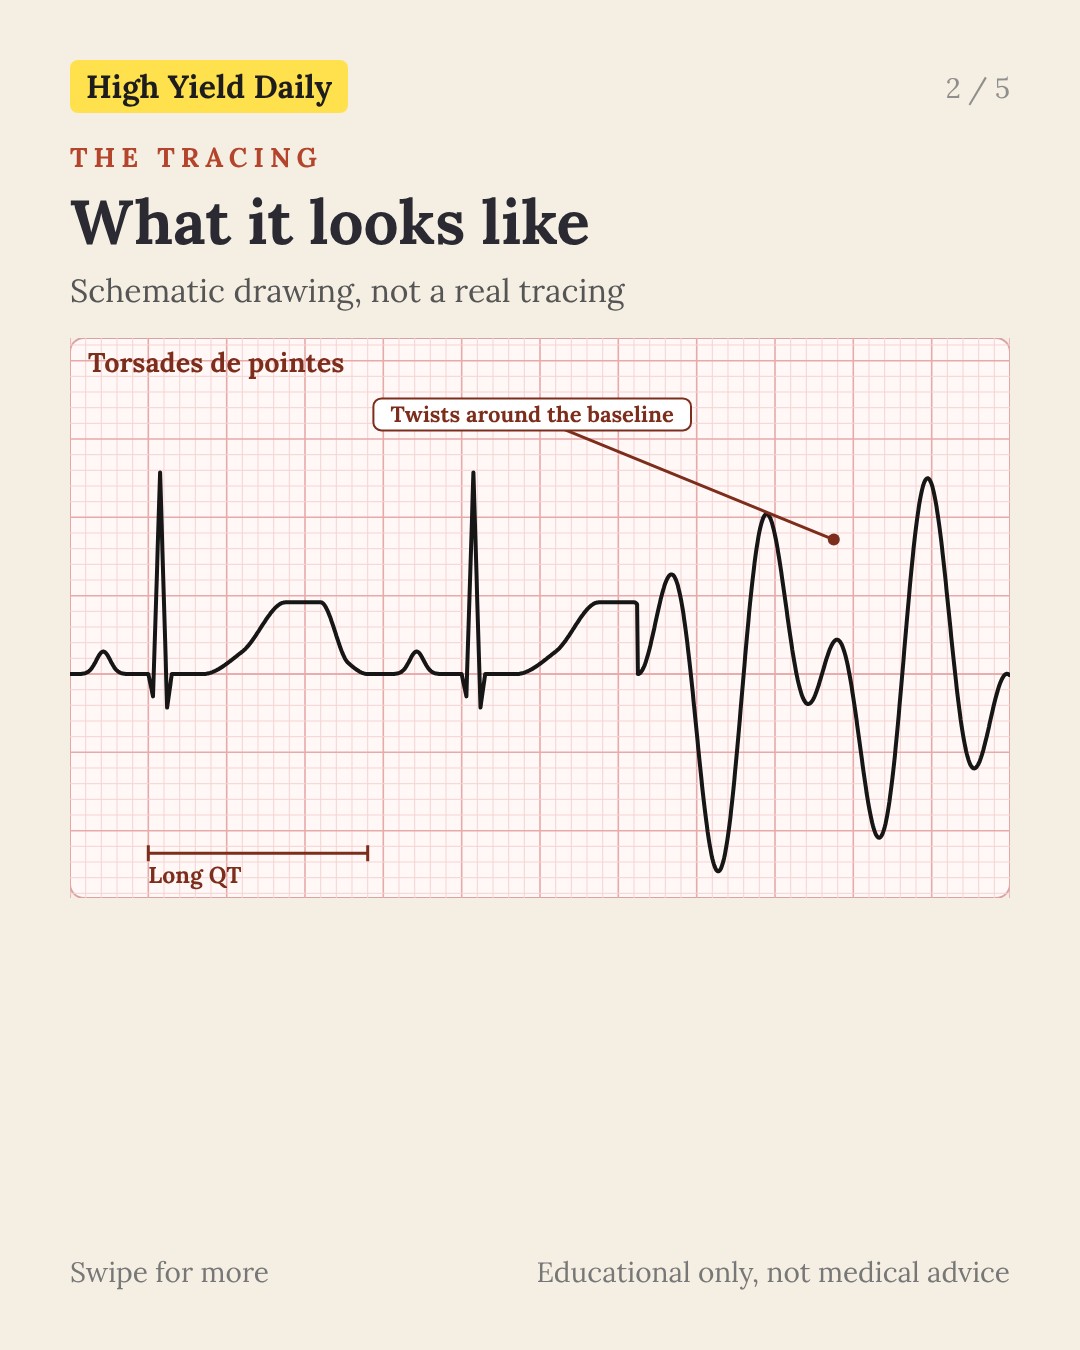 High Yield Daily
2 / 5
THE TRACING
What it looks like
Schematic drawing, not a real tracing
Torsades de pointes
Twists around the baseline
Long QT
Swipe for more
Educational only, not medical advice